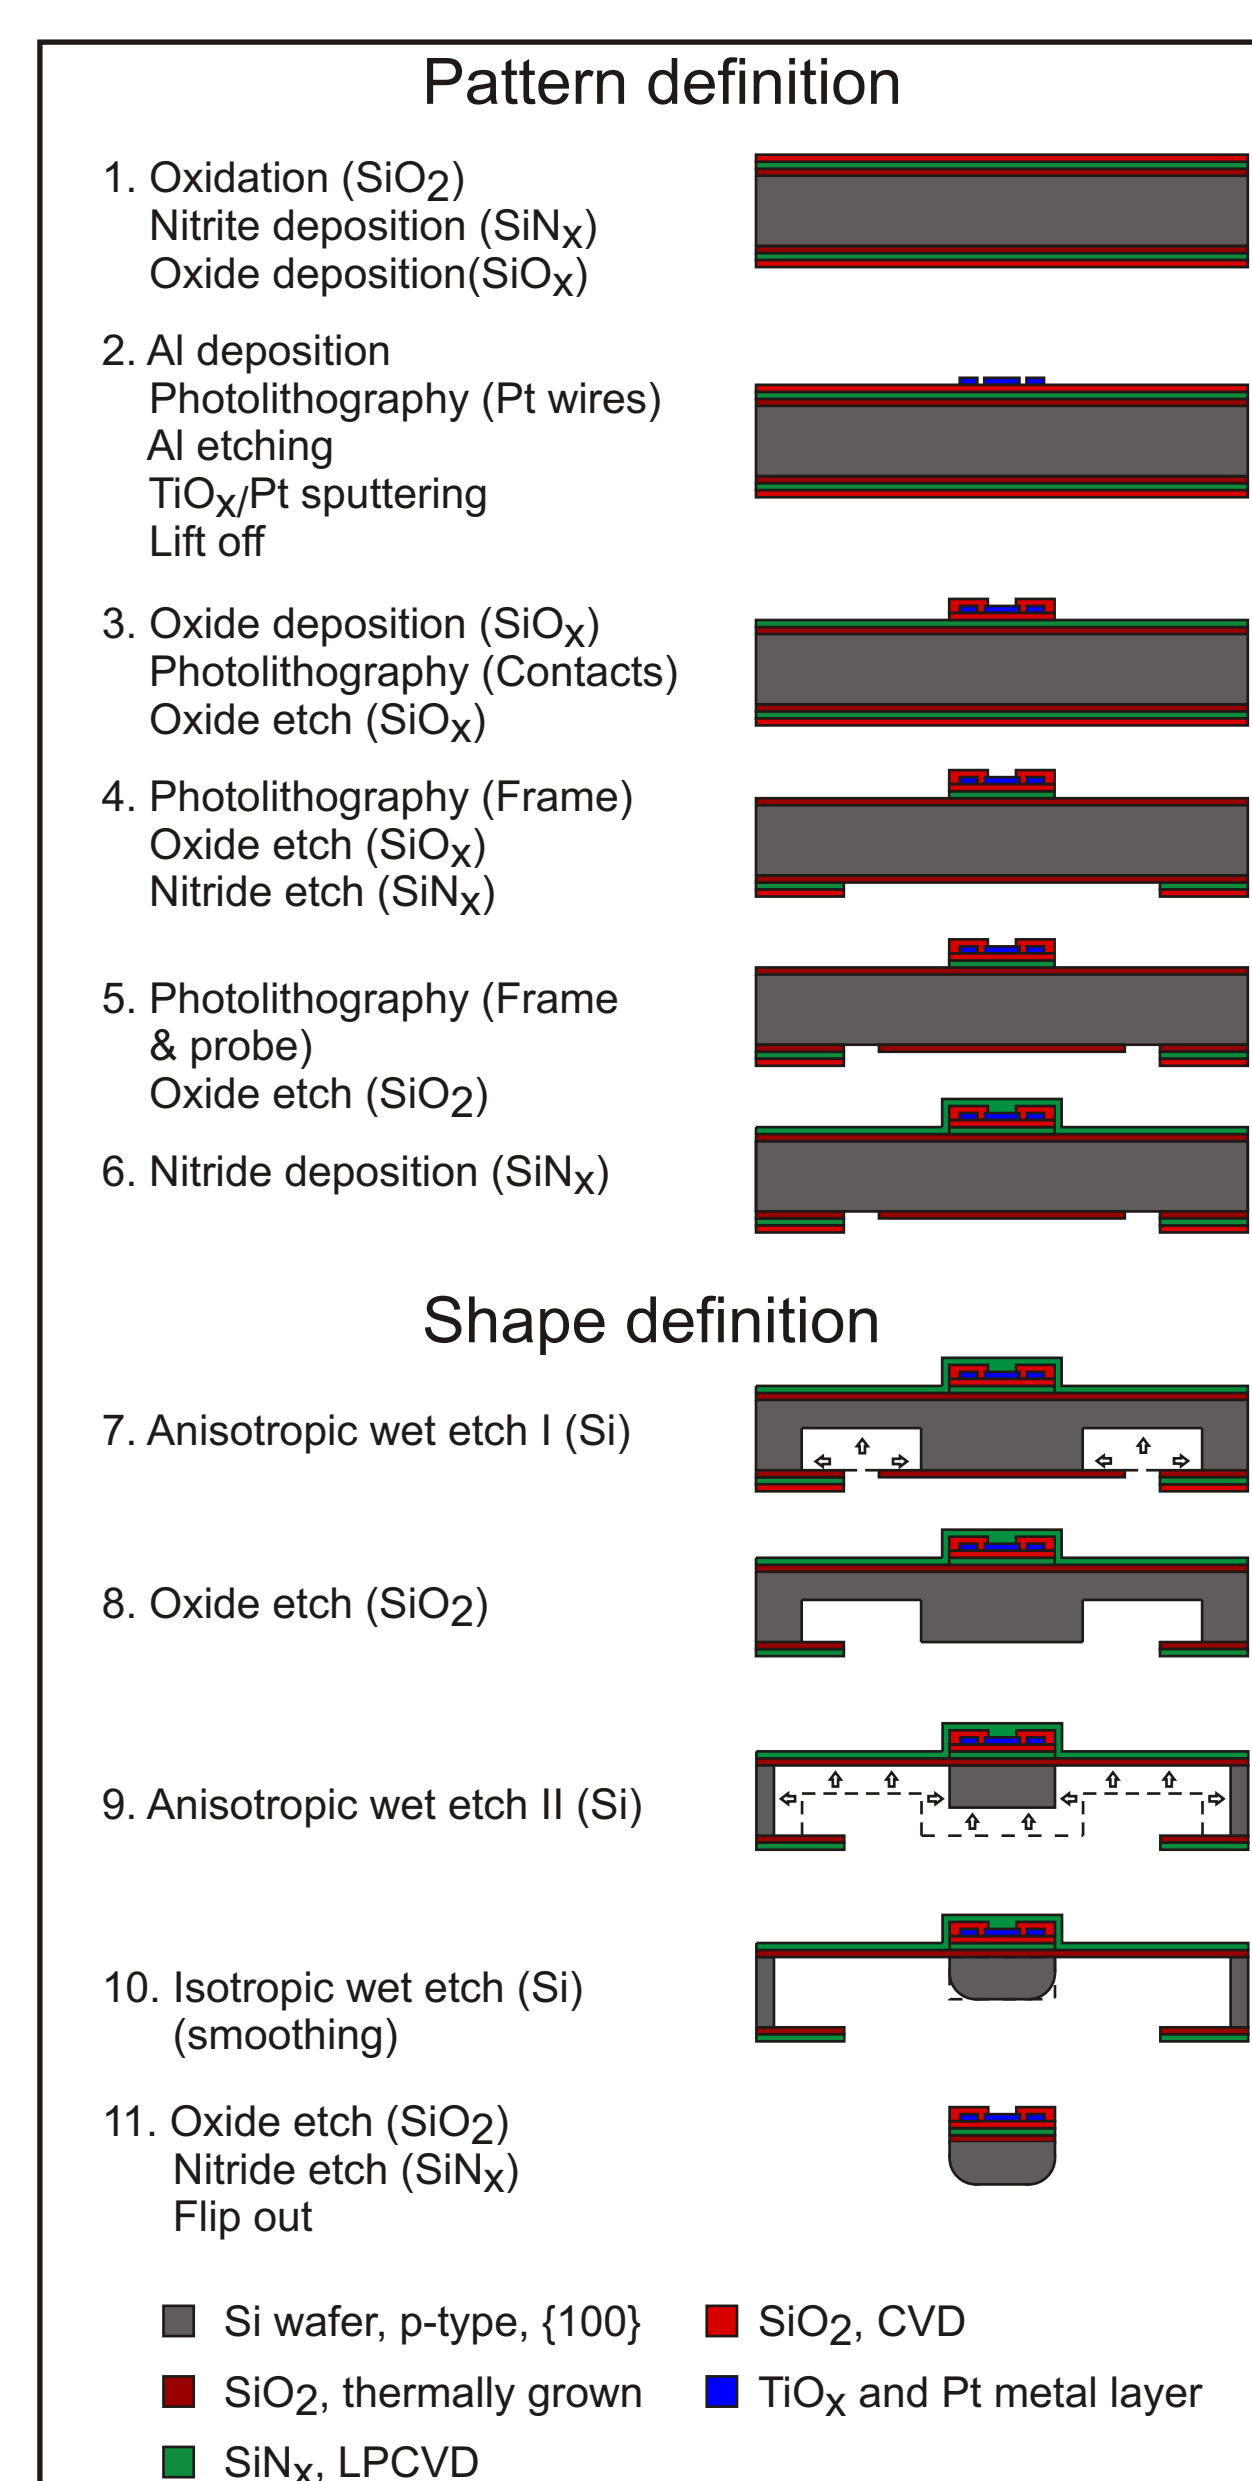 Pattern definition
1. Oxidation (SiO2)
Nitrite deposition (SiNx)
Oxide deposition(SiOx)
2. Al deposition
Photolithography (Pt wires)
Al etching
TiOx/Pt sputtering
Lift off
3. Oxide deposition (SiOx)
Photolithography (Contacts)
Oxide etch (SiOx)
4. Photolithography (Frame)
Oxide etch (SiOx)
Nitride etch (SiNx)
5. Photolithography (Frame
& probe)
Oxide etch (SiO2)
6. Nitride deposition (SiNx)
Shape definition
7. Anisotropic wet etch I (Si)
8. Oxide etch (SiO2)
9. Anisotropic wet etch II (Si)
10. Isotropic wet etch (Si)
(smoothing)
11. Oxide etch (SiO2)
Nitride etch (SiNx)
Flip out
Si wafer, p-type, {100}
SiO2, CVD
SiO2, thermally grown
TiOx and Pt metal layer
SiNx, LPCVD